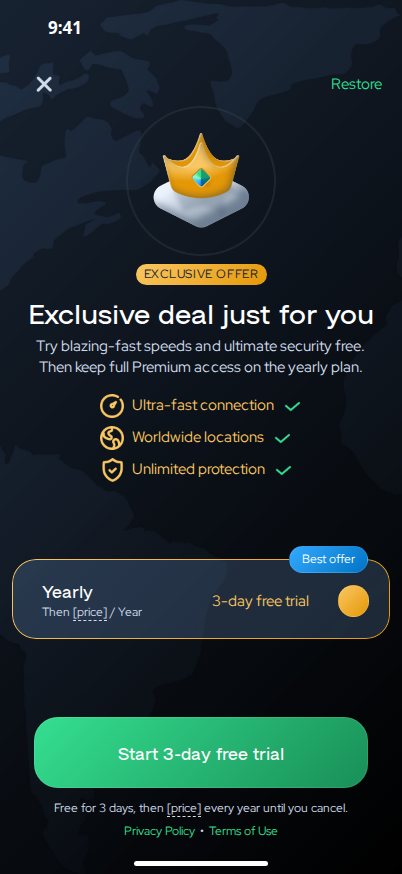 9:41
Restore
EXCLUSIVE OFFER
Exclusive deal just for you
Try blazing-fast speeds and ultimate security free.
Then keep full Premium access on the yearly plan.
Ultra-fast connection
Worldwide locations
Unlimited protection
Best offer
Yearly
3-day free trial
Then [price] / Year
Start 3-day free trial
Free for 3 days, then [price] every year until you cancel.
Privacy Policy • Terms of Use